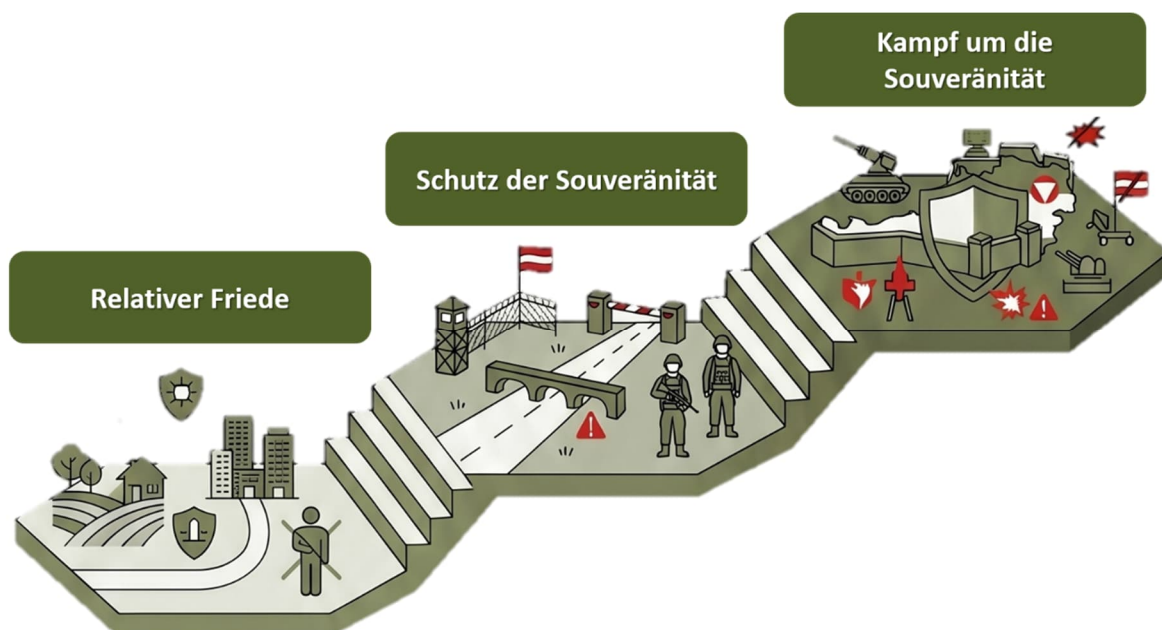 Kampf um die
Souveränität
Schutz der Souveränität
Relativer Friede